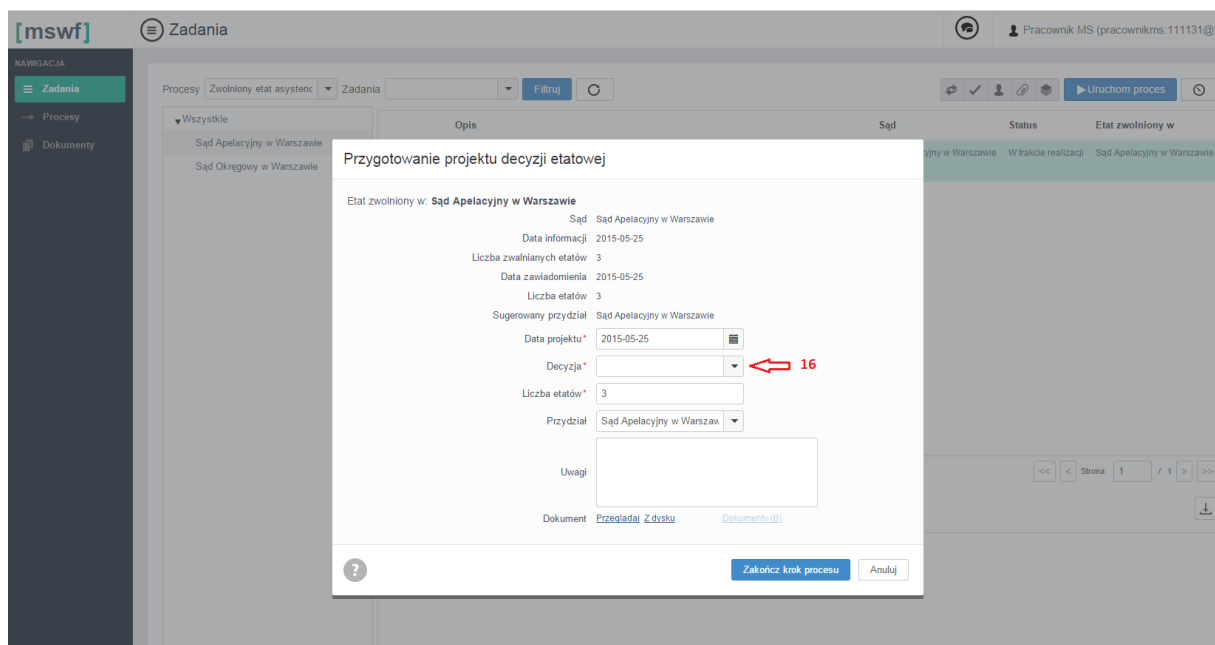 [mswf]
Zadania
Pracownik MS (pracownikms:111131@
NAWIGACJA
Zadania
Procesy
Dokumenty
Procesy Zwolniony etat asystenc Zadania Filtruj
Uruchom proces
Wszystkie
Sąd Apelacyjny w Warszawie
Sąd Okręgowy w Warszawie
Opis Sąd Status Etat zwolniony w
yjny w Warszawie W trakcie realizacji Sąd Apelacyjny w Warszawie
Przygotowanie projektu decyzji etatowej
Etat zwolniony w: Sąd Apelacyjny w Warszawie
Sąd Sąd Apelacyjny w Warszawie
Data informacji 2015-05-25
Liczba zwalnianych etatów 3
Data zawiadomienia 2015-05-25
Liczba etatów 3
Sugerowany przydział Sąd Apelacyjny w Warszawie
Data projektu* 2015-05-25
Decyzja* 16
Liczba etatów* 3
Przydział Sąd Apelacyjny w Warszaw
Uwagi
Dokument Przeglądaj Z dysku Dokumenty (0)
<< < Strona: 1 / 1 > >>
? Zakończ krok procesu Anuluj